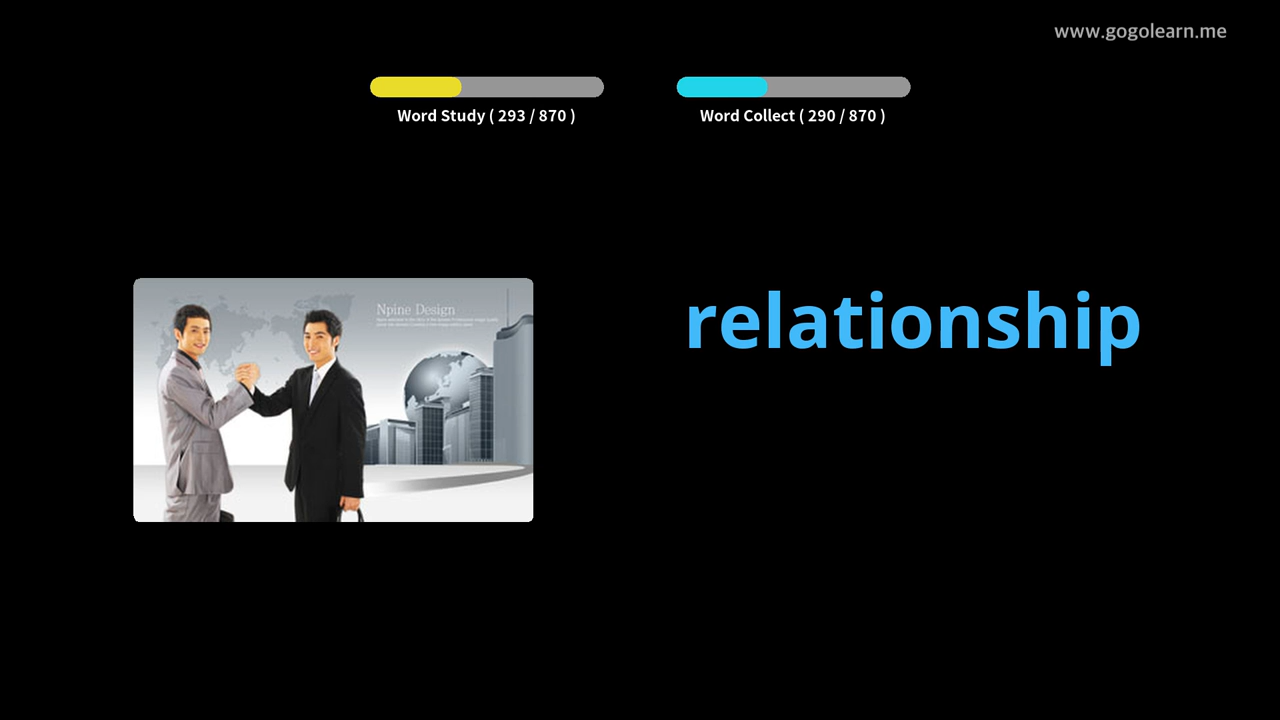 www.gogolearn.me
Word Study ( 293 / 870 )
Word Collect ( 290 / 870 )
Npine Design
relationship